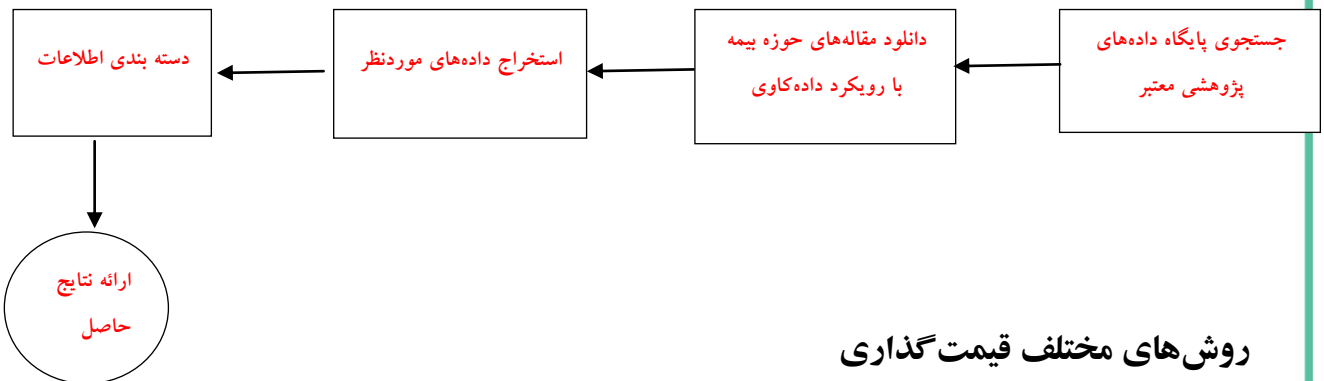 جستجوی پایگاه داده‌های
پژوهشی معتبر
دانلود مقاله‌های حوزه بیمه
با رویکرد داده‌کاوی
استخراج داده‌های موردنظر
دسته بندی اطلاعات
ارائه نتایج
حاصل
روش‌های مختلف قیمت‌گذاری